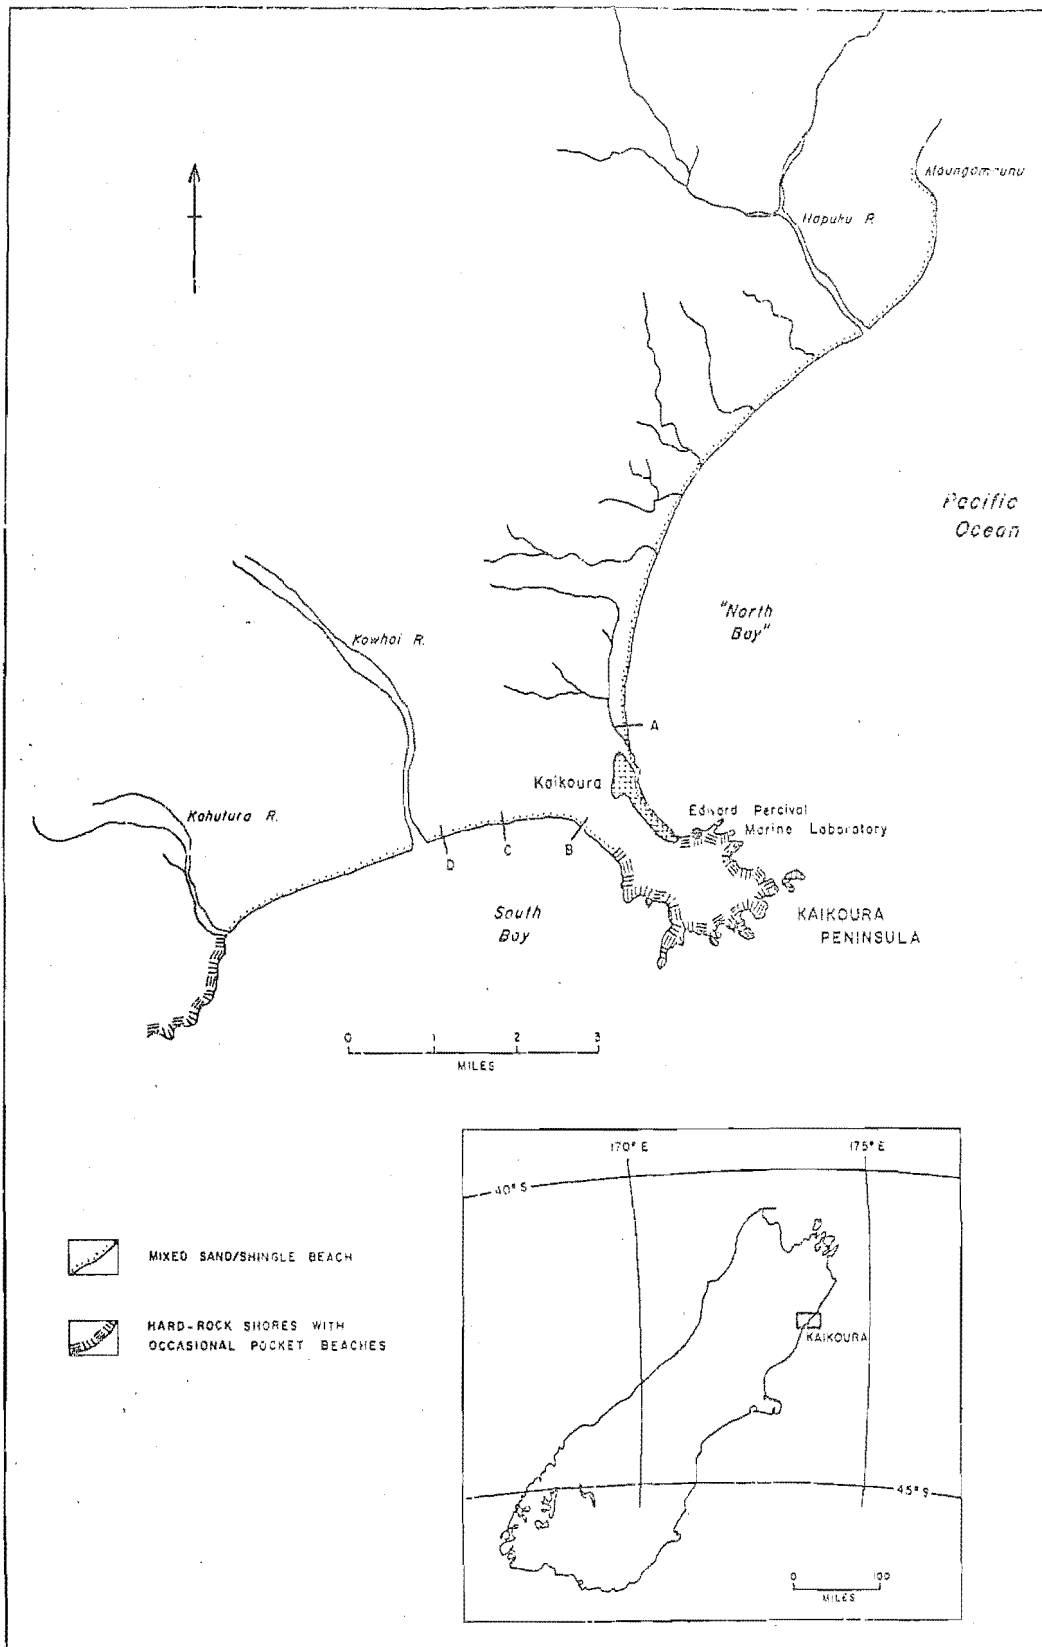 Hapuku R.
Pacific
Ocean
"North
Bay"
Kowhai R.
A
Kaikoura
Edward Percival
Marine Laboratory
Kahutara R.
D
C
B
South
Bay
KAIKOURA
PENINSULA
0 1 2 3
MILES
170° E 175° E
40° S
MIXED SAND/SHINGLE BEACH
HARD-ROCK SHORES WITH
OCCASIONAL POCKET BEACHES
KAIKOURA
45° S
0 100
MILES